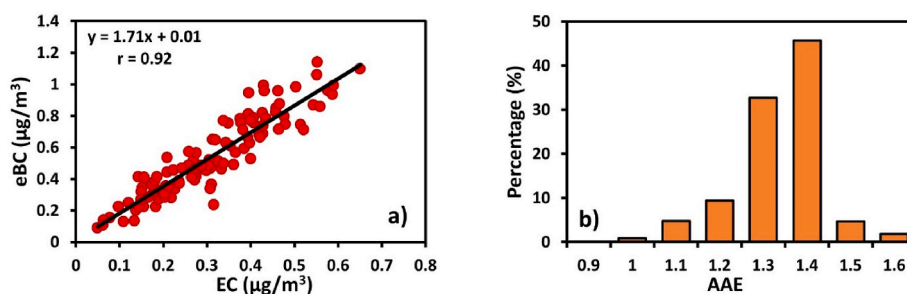 y = 1.71x + 0.01
r = 0.92
eBC (µg/m³)
1.4
1.2
1
0.8
0.6
0.4
0.2
0
0 0.1 0.2 0.3 0.4 0.5 0.6 0.7 0.8
EC (µg/m³)
a)
Percentage (%)
50
40
30
20
10
0
0.9 1 1.1 1.2 1.3 1.4 1.5 1.6
AAE
b)